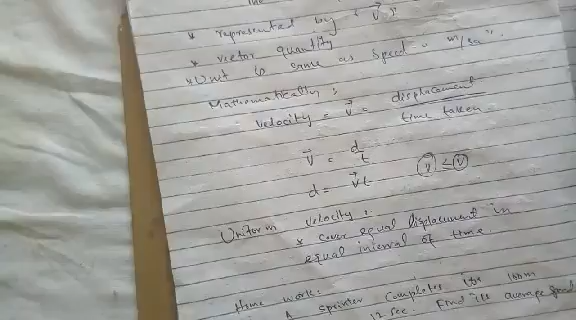 The
* represented by " v⃗ "
* vector quantity
* Unit is same as speed = m/sec".
Mathematically:
velocity = v⃗ = displacement / time taken
v⃗ = d/t
d = v⃗t
Uniform velocity:
* cover equal displacement in
equal interval of time.
Home work:
A sprinter completes its 100m
12 sec. Find its average speed